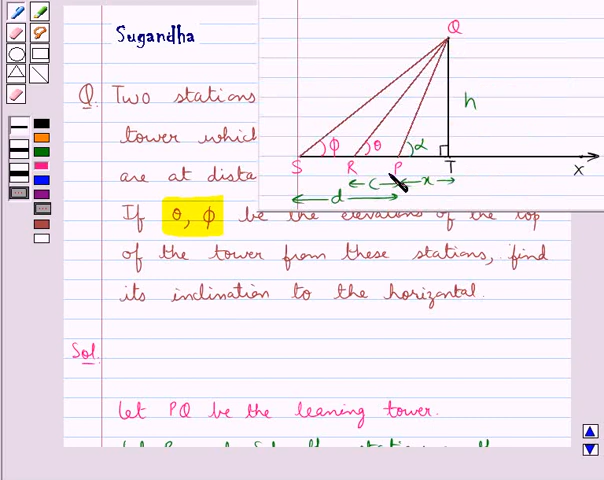 Sugandha
Q. Two stations
tower which
are at dista
If θ, ϕ be the elevations of the top
of the tower from these stations, find
its inclination to the horizontal.
Sol.
Let PQ be the leaning tower.
Q
h
ϕ θ α
S R P T X
c x
d